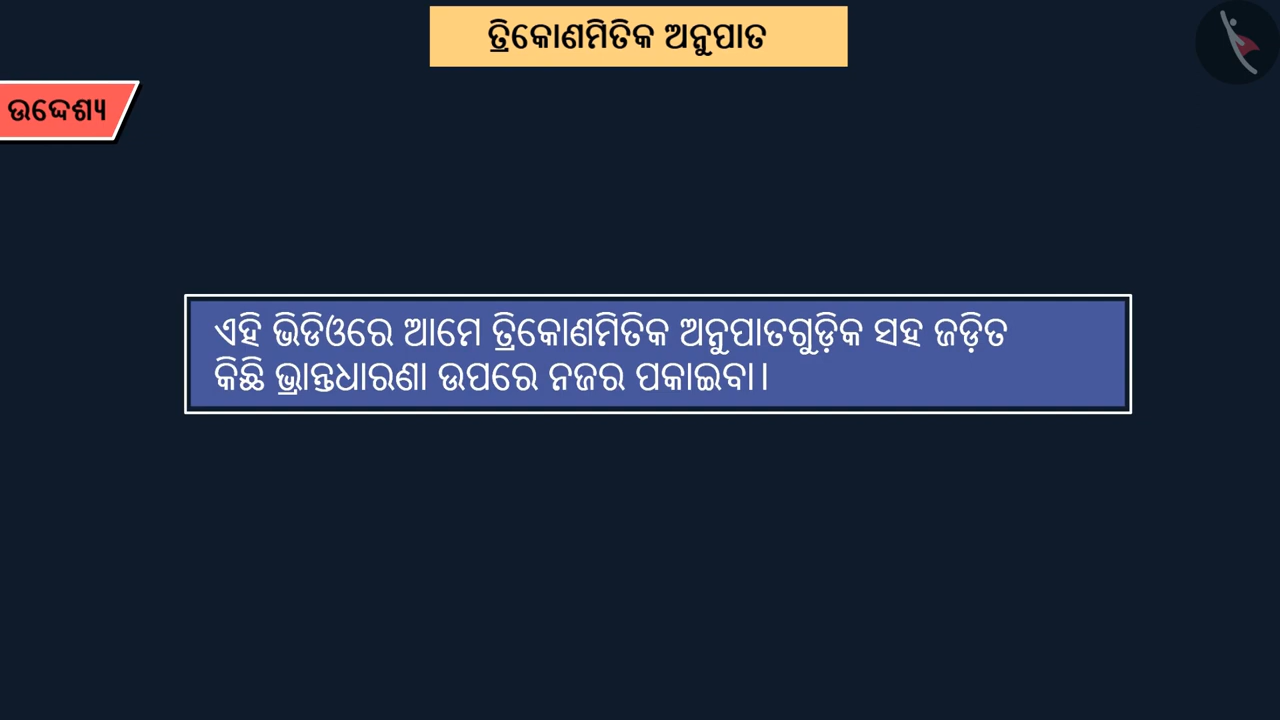 ତ୍ରିକୋଣମିତିକ ଅନୁପାତ
ଉଦ୍ଦେଶ୍ୟ
ଏହି ଭିଡିଓରେ ଆମେ ତ୍ରିକୋଣମିତିକ ଅନୁପାତଗୁଡ଼ିକ ସହ ଜଡ଼ିତ
କିଛି ଭ୍ରାନ୍ତଧାରଣା ଉପରେ ନଜର ପକାଇବା।